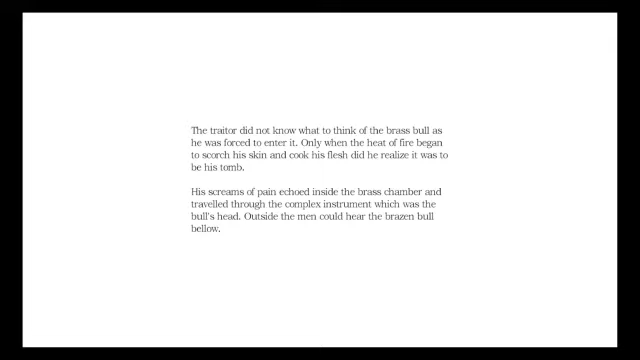 The traitor did not know what to think of the brass bull as
he was forced to enter it. Only when the heat of fire began
to scorch his skin and cook his flesh did he realize it was to
be his tomb.
His screams of pain echoed inside the brass chamber and
travelled through the complex instrument which was the
bull's head. Outside the men could hear the brazen bull
bellow.